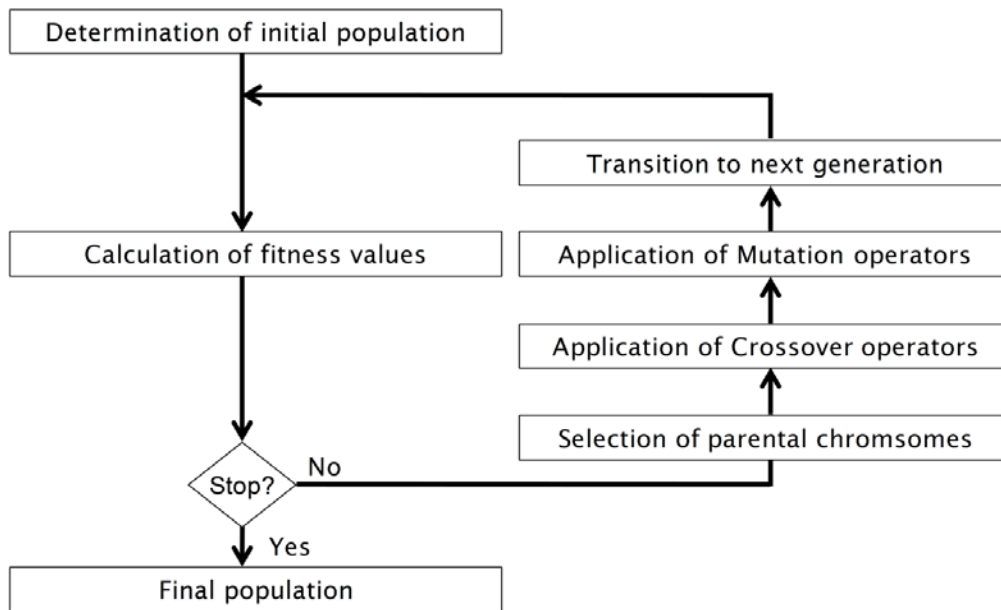 Determination of initial population
Transition to next generation
Calculation of fitness values
Application of Mutation operators
Application of Crossover operators
Selection of parental chromsomes
No
Stop?
Yes
Final population